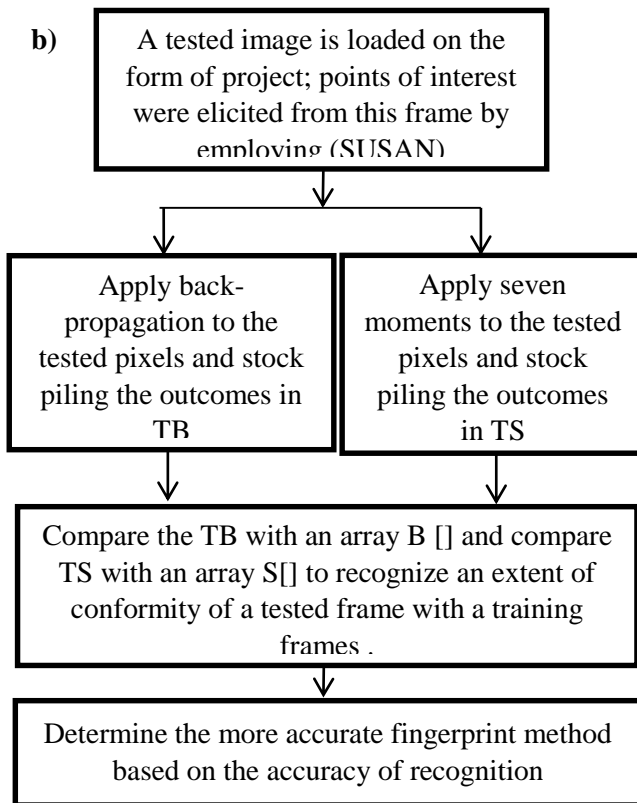 b)
A tested image is loaded on the
form of project; points of interest
were elicited from this frame by
employing (SUSAN)
Apply back-
propagation to the
tested pixels and stock
piling the outcomes in
TB
Apply seven
moments to the tested
pixels and stock
piling the outcomes
in TS
Compare the TB with an array B [] and compare
TS with an array S[] to recognize an extent of
conformity of a tested frame with a training
frames .
Determine the more accurate fingerprint method
based on the accuracy of recognition